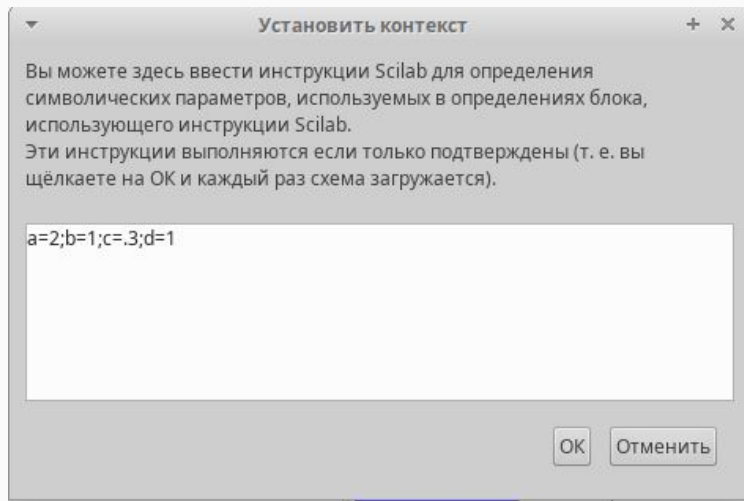 Установить контекст
Вы можете здесь ввести инструкции Scilab для определения
символических параметров, используемых в определениях блока,
использующего инструкции Scilab.
Эти инструкции выполняются если только подтверждены (т. е. вы
щёлкаете на ОК и каждый раз схема загружается).
a=2;b=1;c=.3;d=1
ОК Отменить